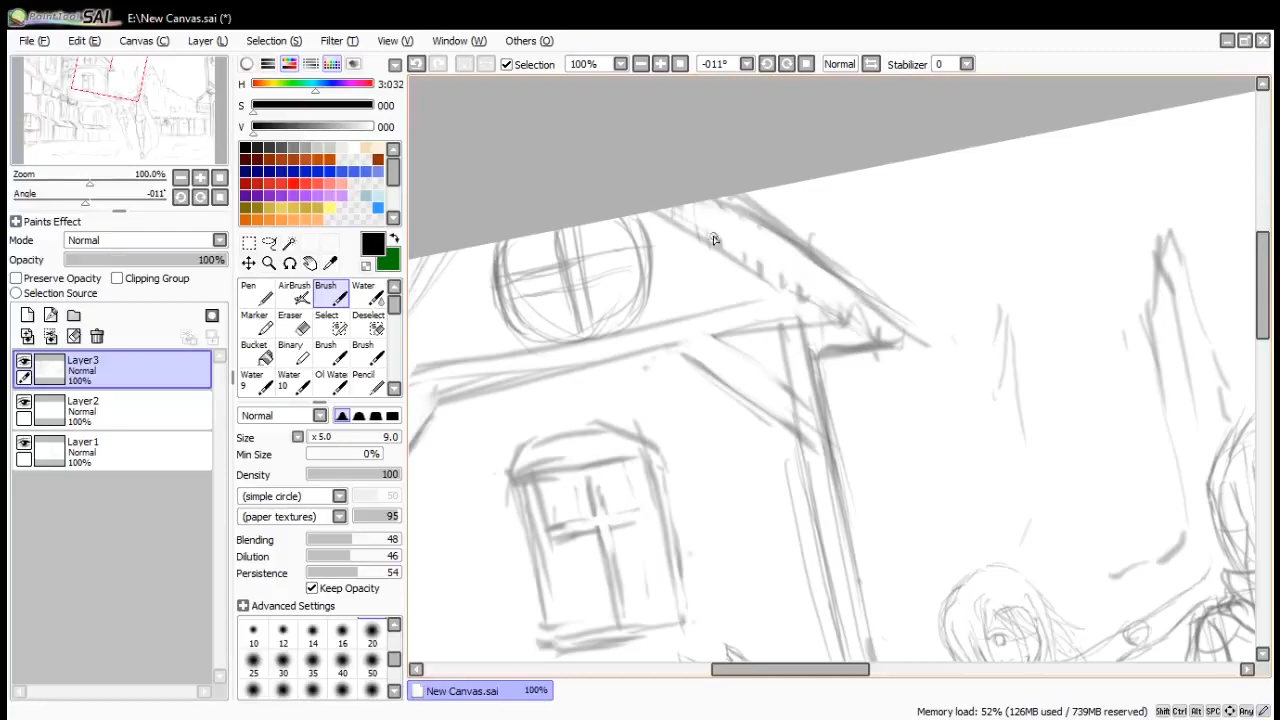 PaintTool SAI E:\New Canvas.sai (*)
File (F) Edit (E) Canvas (C) Layer (L) Selection (S) Filter (T) View (V) Window (W) Others (O)
Selection 100% -011° Normal Stabilizer 0
H 3:032
S 000
V 000
Zoom 100.0%
Angle -011°
Paints Effect
Mode Normal
Opacity 100%
Preserve Opacity Clipping Group
Selection Source
Layer3
Normal
100%
Layer2
Normal
100%
Layer1
Normal
100%
Pen AirBrush Brush Water
Marker Eraser Select Deselect
Bucket Binary Brush Brush
Water 9 Water 10 Oil Wate Pencil
Normal
Size x 5.0 9.0
Min Size 0%
Density 100
(simple circle) 50
(paper textures) 95
Blending 48
Dilution 46
Persistence 54
Keep Opacity
Advanced Settings
10 12 14 16 20
25 30 35 40 50
New Canvas.sai 100%
Memory load: 52% (126MB used / 739MB reserved) Shift Ctrl Alt SPC Any